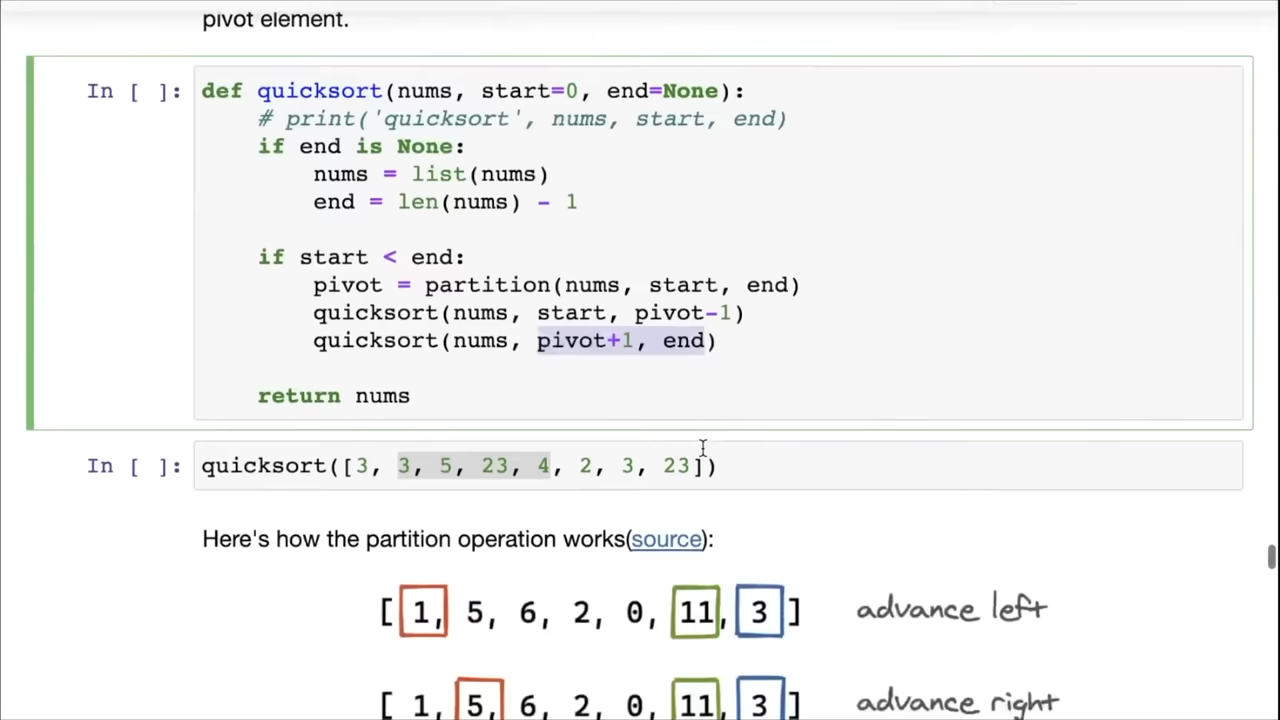 pivot element.
In [ ]: def quicksort(nums, start=0, end=None):
    # print('quicksort', nums, start, end)
    if end is None:
        nums = list(nums)
        end = len(nums) - 1
    if start < end:
        pivot = partition(nums, start, end)
        quicksort(nums, start, pivot-1)
        quicksort(nums, pivot+1, end)
    return nums
In [ ]: quicksort([3, 3, 5, 23, 4, 2, 3, 23])
Here's how the partition operation works(source):
[ 1, 5, 6, 2, 0, 11, 3 ] advance left
[ 1, 5, 6, 2, 0, 11, 3 ] advance right